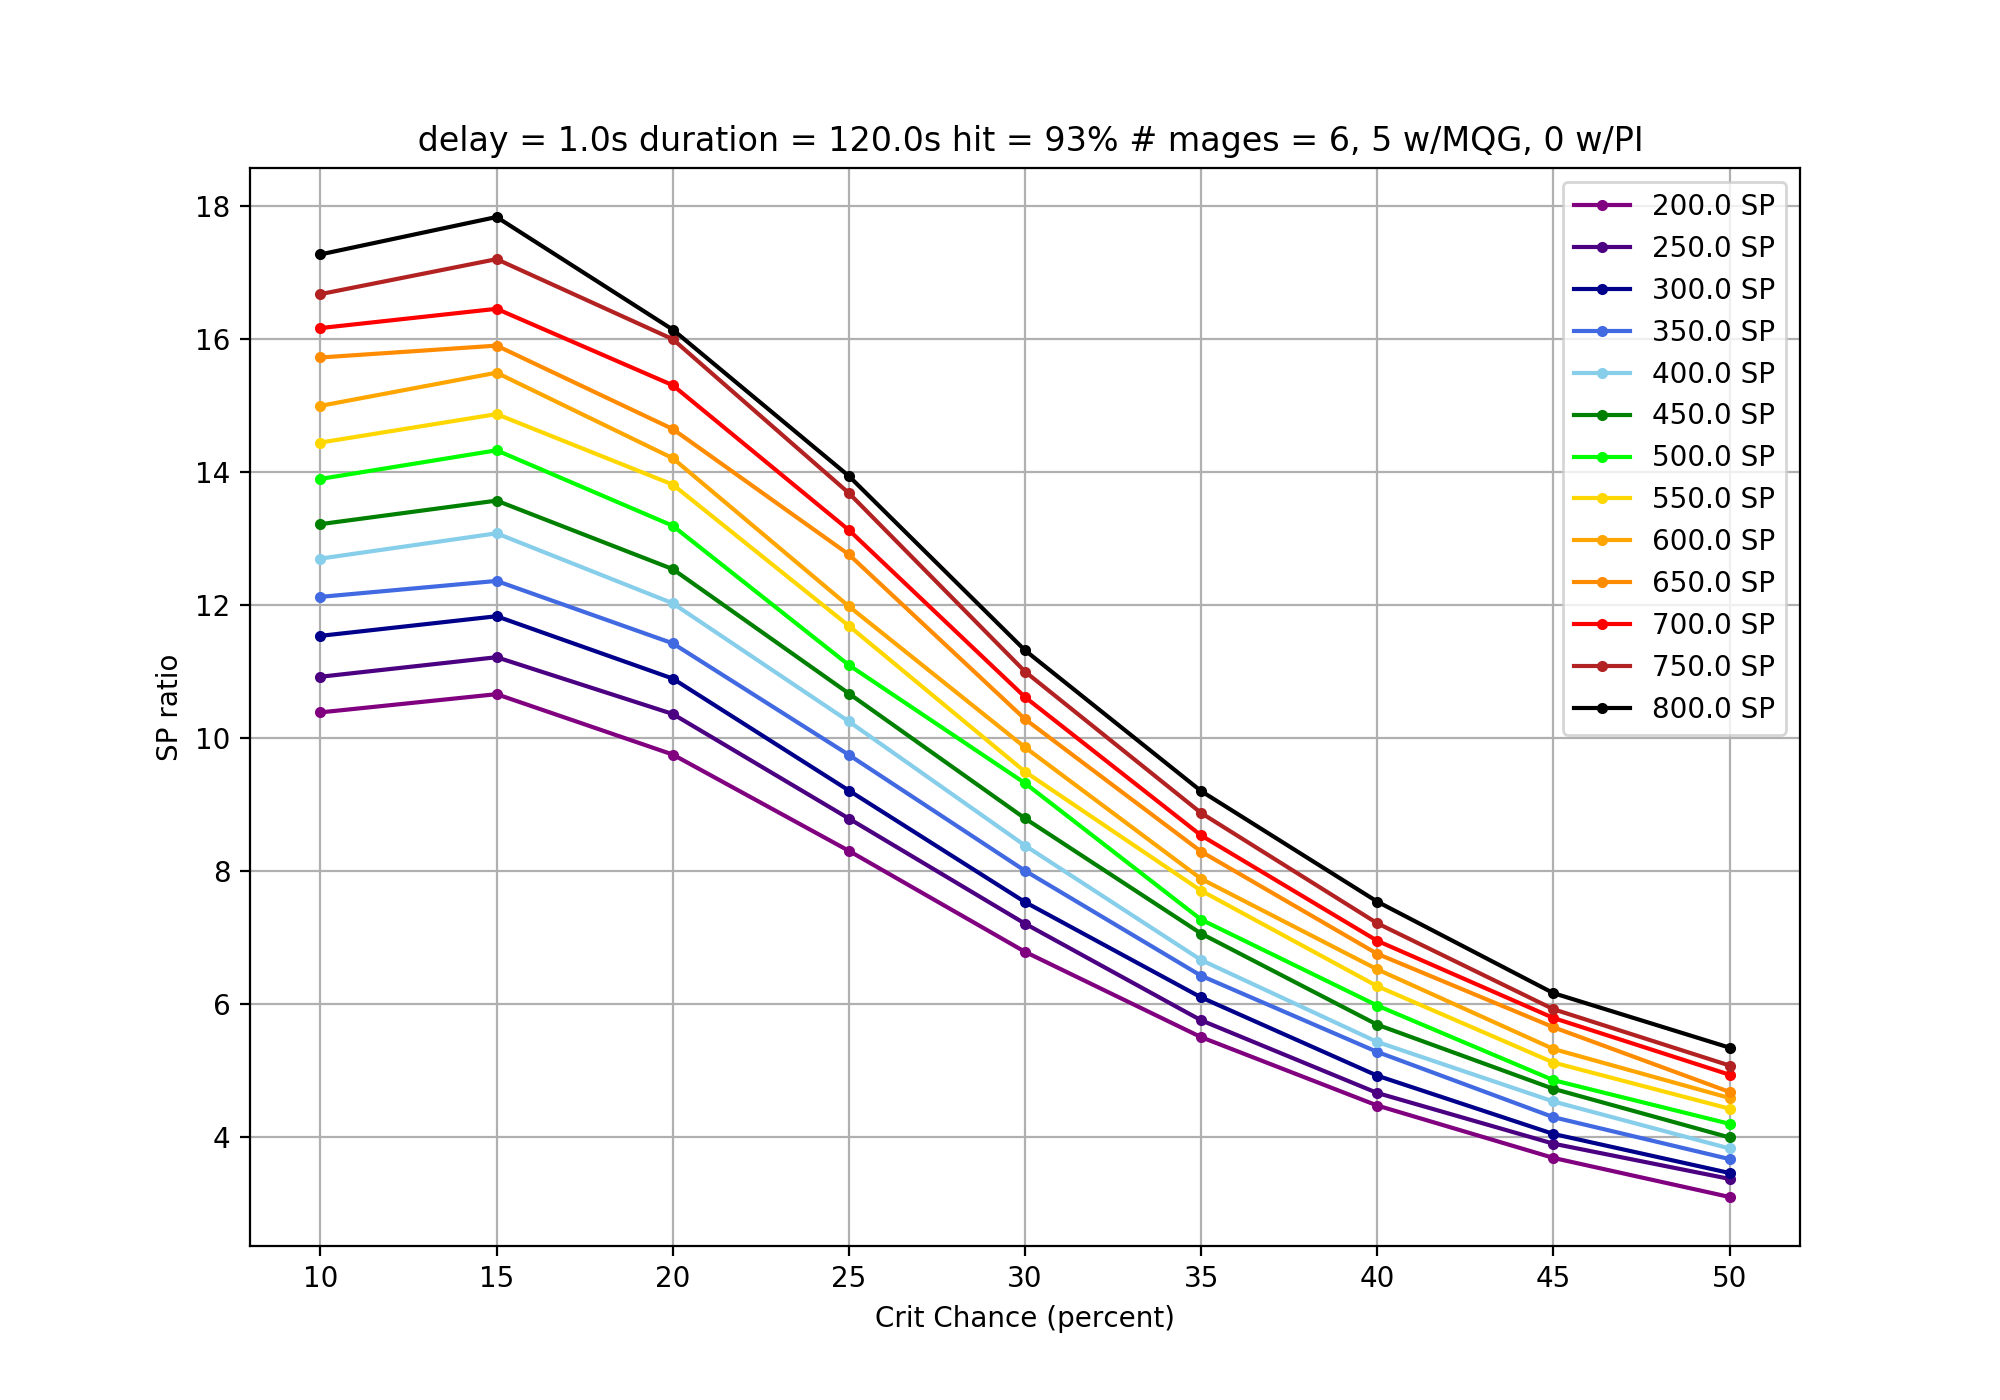 delay = 1.0s duration = 120.0s hit = 93% # mages = 6, 5 w/MQG, 0 w/PI
18
16
14
12
10
8
6
4
SP ratio
200.0 SP
250.0 SP
300.0 SP
350.0 SP
400.0 SP
450.0 SP
500.0 SP
550.0 SP
600.0 SP
650.0 SP
700.0 SP
750.0 SP
800.0 SP
10 15 20 25 30 35 40 45 50
Crit Chance (percent)